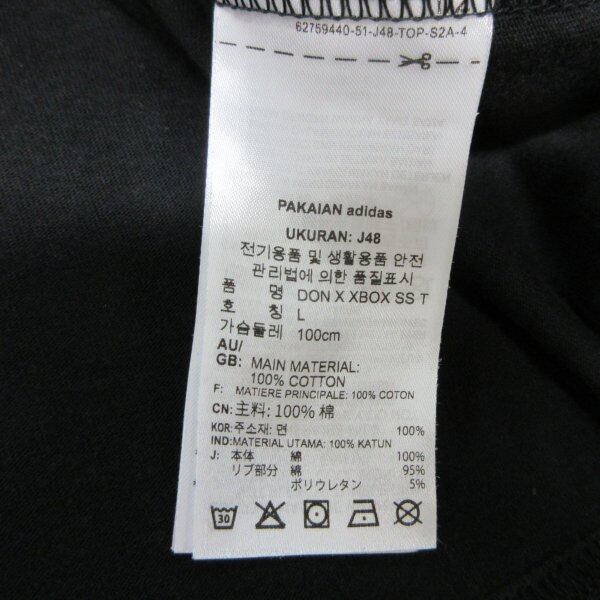 62759440-51-J48-TOP-S2A-4
PAKAIAN adidas
UKURAN: J48
전기용품 및 생활용품 안전
관리법에 의한 품질표시
품 명 DON X XBOX SS T
호 칭 L
가슴둘레 100cm
AU/
GB: MAIN MATERIAL:
100% COTTON
F: MATIERE PRINCIPALE: 100% COTON
CN: 主料: 100% 棉
KOR: 주소재: 면 100%
IND: MATERIAL UTAMA: 100% KATUN
J: 本体 綿 100%
リブ部分 綿 95%
ポリウレタン 5%
30